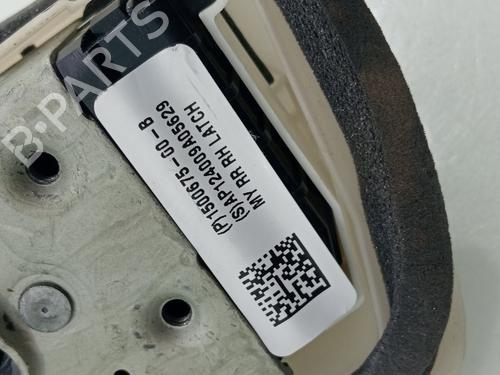 (P)1500675-00-B
(S)AP124009A05629
MY RR RH LATCH
B-PARTS